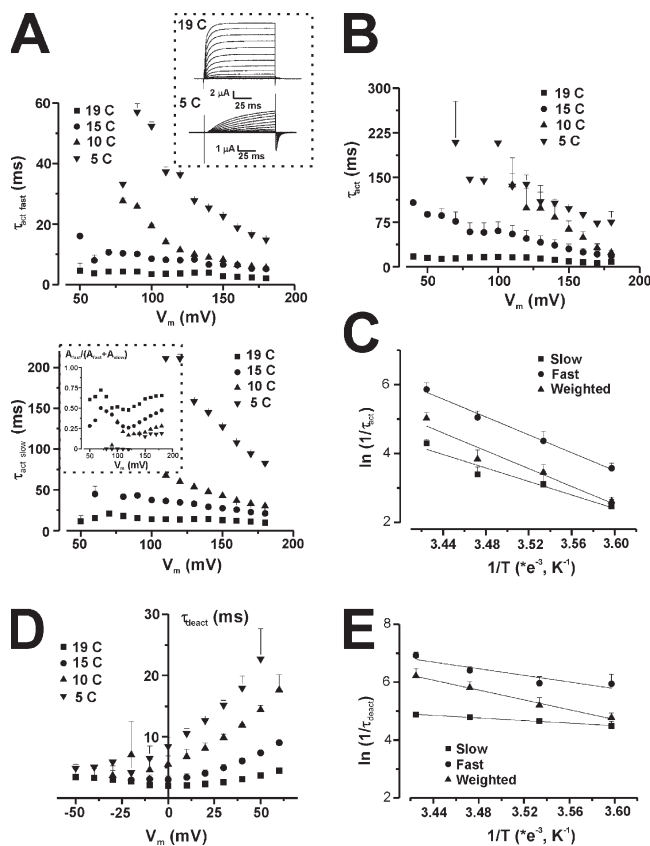 A
19 C
2 μA
25 ms
5 C
1 μA
25 ms
60
40
20
0
τact fast (ms)
19 C
15 C
10 C
5 C
50
100
150
200
Vm (mV)
B
300
225
150
75
0
τact (ms)
19 C
15 C
10 C
5 C
50
100
150
200
Vm (mV)
200
150
100
50
0
τact slow (ms)
Afast/(Afast+Aslow)
1.00
0.75
0.50
0.25
0
50
100
150
Vm (mV)
19 C
15 C
10 C
5 C
50
100
150
200
Vm (mV)
C
6
4
2
ln (1/τact)
Slow
Fast
Weighted
3.44
3.48
3.52
3.56
3.60
1/T (*e-3, K-1)
D
τdeact (ms)
30
20
10
19 C
15 C
10 C
5 C
-50
-25
0
25
50
Vm (mV)
E
8
6
4
2
ln (1/τdeact)
Slow
Fast
Weighted
3.44
3.48
3.52
3.56
3.60
1/T (*e-3, K-1)